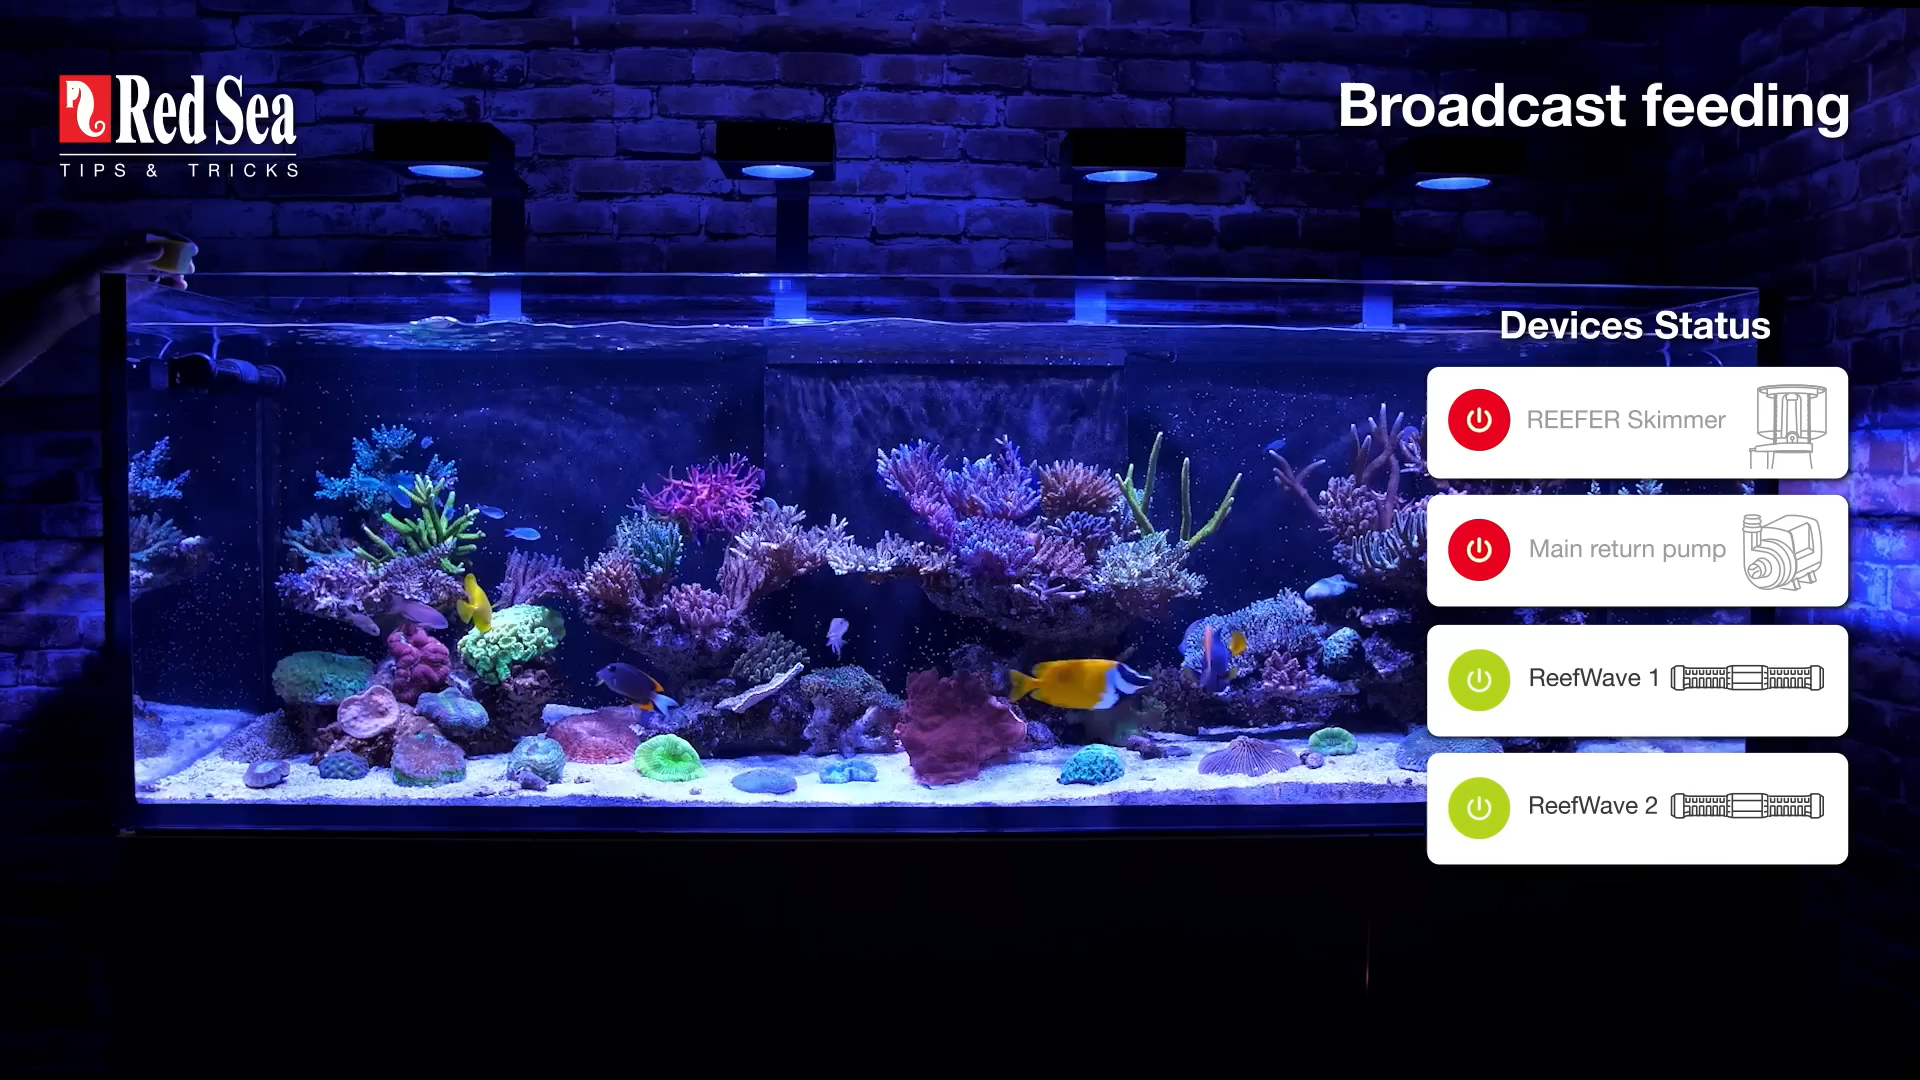 Red Sea
TIPS & TRICKS
Broadcast feeding
Devices Status
REEFER Skimmer
Main return pump
ReefWave 1
ReefWave 2